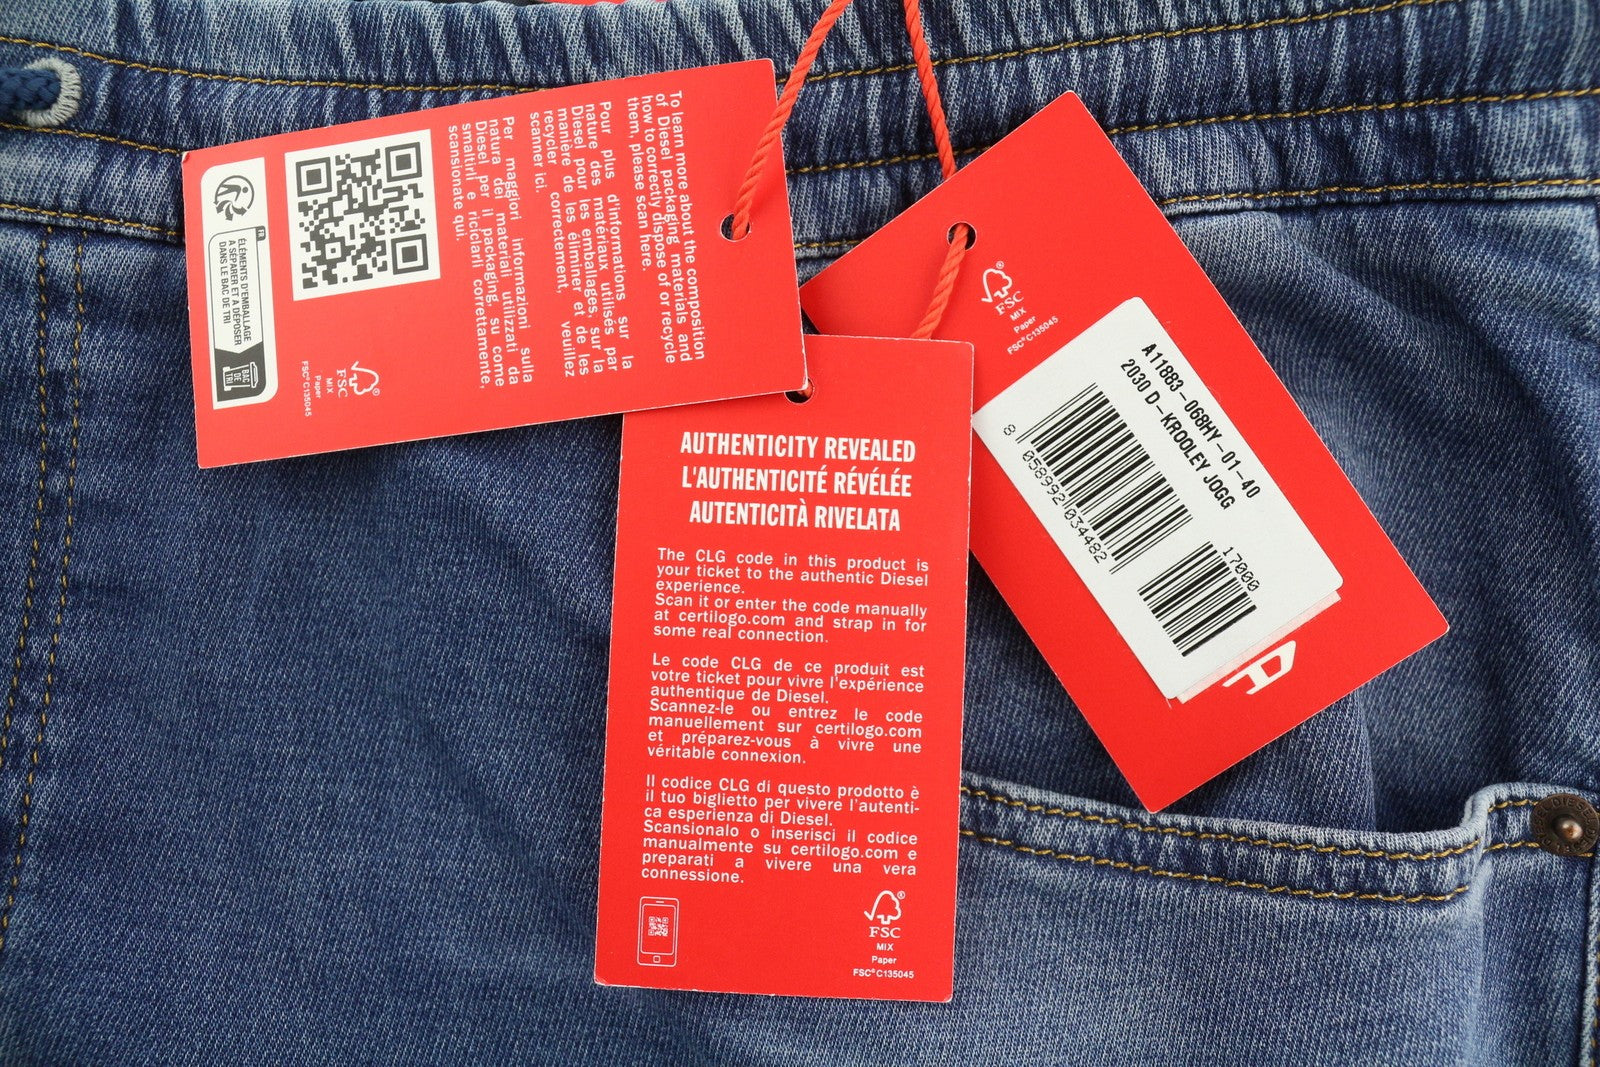 To learn more about the composition
of Diesel packaging materials and
how to correctly dispose of or recycle
them, please scan here.
Pour plus d'informations sur la
nature des matériaux utilisés par
Diesel pour les emballages, sur la
manière de les éliminer et de les
recycler correctement, veuillez
scanner ici.
Per maggiori informazioni sulla
natura dei materiali utilizzati da
Diesel per il packaging, su come
smaltirli e riciclarli correttamente,
scansionate qui.
FR
ÉLÉMENTS D'EMBALLAGE
À SÉPARER ET À DÉPOSER
DANS LE BAC DE TRI
BAC
DE
TRI
FSC®
MIX
Paper
FSC® C135045
AUTHENTICITY REVEALED
L'AUTHENTICITÉ RÉVÉLÉE
AUTENTICITÀ RIVELATA
The CLG code in this product is
your ticket to the authentic Diesel
experience.
Scan it or enter the code manually
at certilogo.com and strap in for
some real connection.
Le code CLG de ce produit est
votre ticket pour vivre l'expérience
authentique de Diesel.
Scannez-le ou entrez le code
manuellement sur certilogo.com
et préparez-vous à vivre une
véritable connexion.
Il codice CLG di questo prodotto è
il tuo biglietto per vivere l'autenti-
ca esperienza di Diesel.
Scansionalo o inserisci il codice
manualmente su certilogo.com e
preparati a vivere una vera
connessione.
FSC®
MIX
Paper
FSC® C135045
FSC®
MIX
Paper
FSC® C135045
A11883-068HY-01-40
2030 D-KROOLEY JOGG
8 058992 034482
17000
D
DIESEL